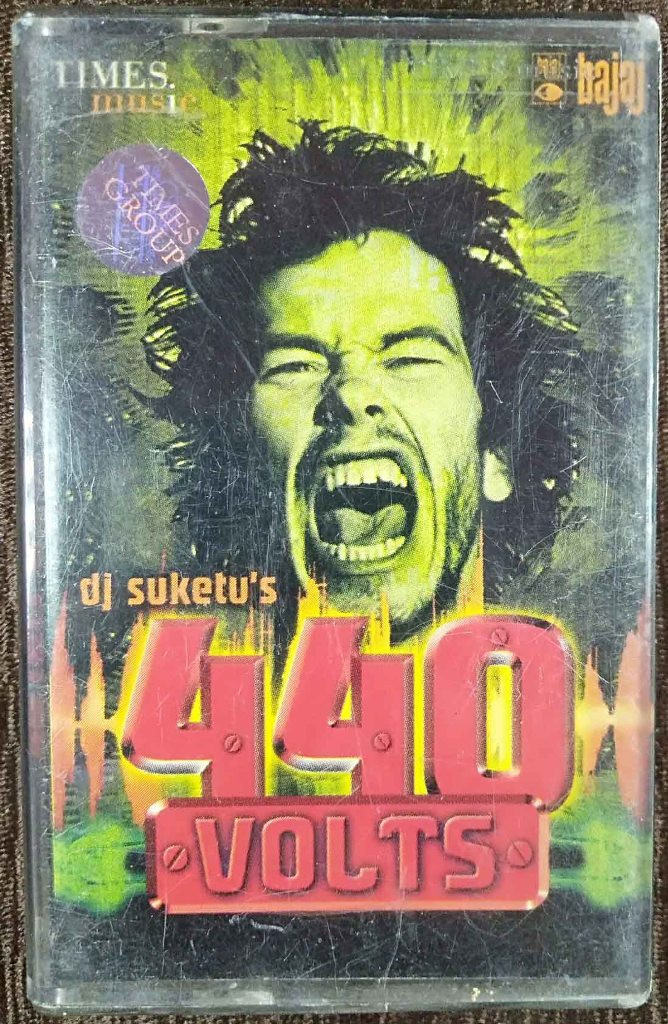 TIMES.
music
bajaj
TIMES
GROUP
dj suketu's
440
VOLTS